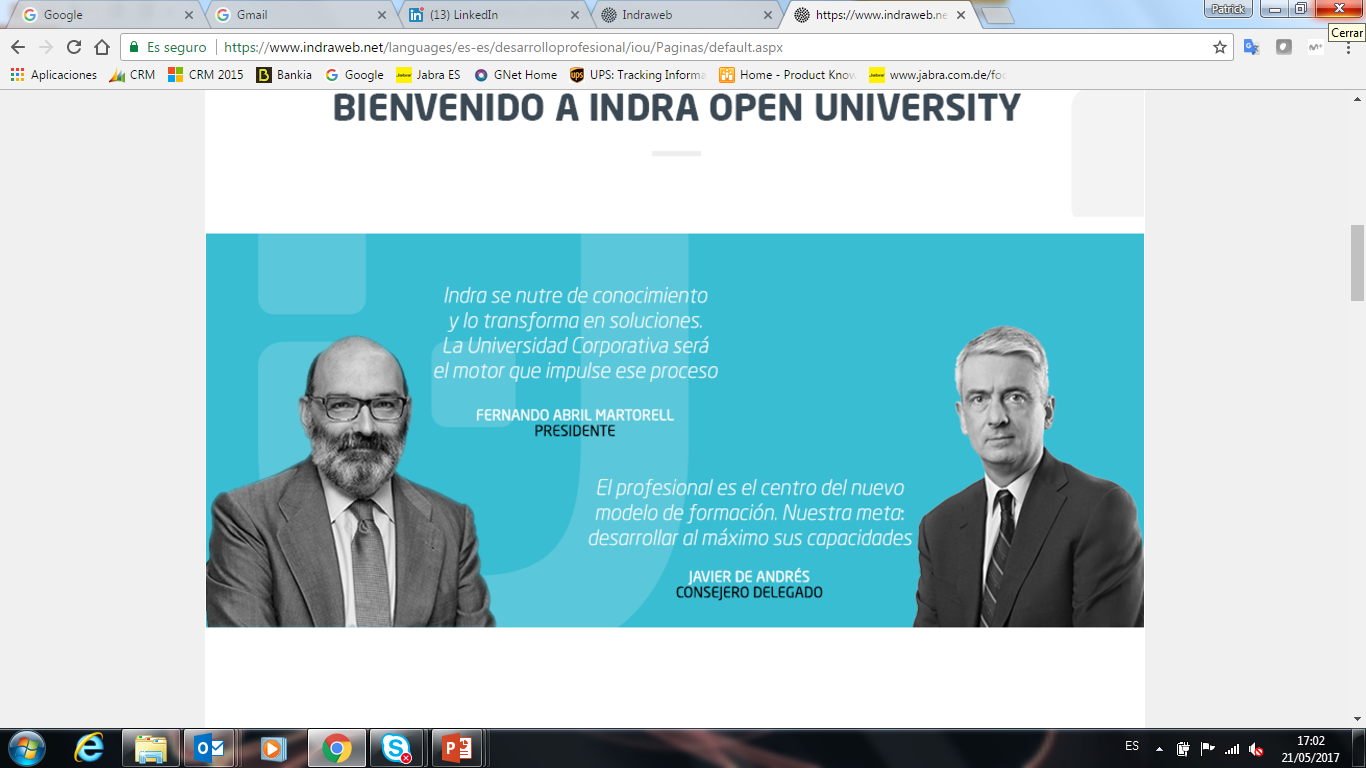 Google
Gmail
(13) LinkedIn
Indraweb
https://www.indraweb.ne
Patrick
Cerrar
Es seguro
https://www.indraweb.net/languages/es-es/desarrolloprofesional/iou/Paginas/default.aspx
Aplicaciones
CRM
CRM 2015
Bankia
Google
Jabra ES
GNet Home
UPS: Tracking Informa
Home - Product Know
www.jabra.com.de/foc
BIENVENIDO A INDRA OPEN UNIVERSITY
Indra se nutre de conocimiento
y lo transforma en soluciones.
La Universidad Corporativa será
el motor que impulse ese proceso
FERNANDO ABRIL MARTORELL
PRESIDENTE
El profesional es el centro del nuevo
modelo de formación. Nuestra meta:
desarrollar al máximo sus capacidades
JAVIER DE ANDRÉS
CONSEJERO DELEGADO
ES
17:02
21/05/2017